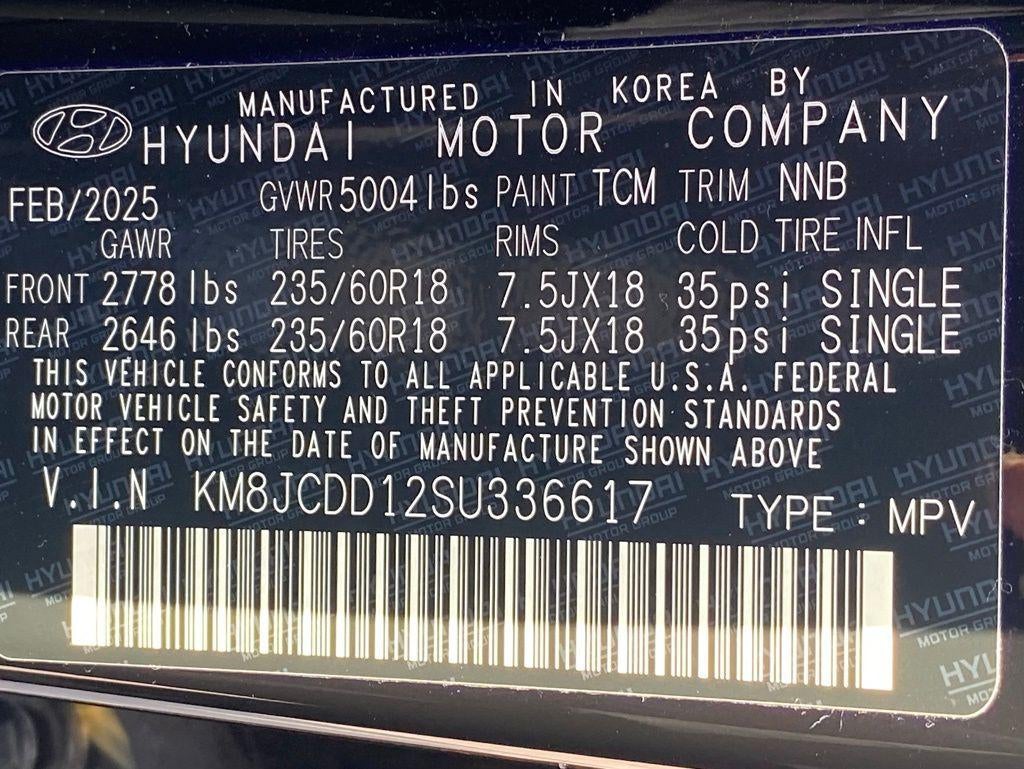 MANUFACTURED IN KOREA BY
HYUNDAI MOTOR COMPANY
FEB/2025 GVWR 5004lbs PAINT TCM TRIM NNB
GAWR TIRES RIMS COLD TIRE INFL
FRONT 2778 lbs 235/60R18 7.5JX18 35psi SINGLE
REAR 2646 lbs 235/60R18 7.5JX18 35psi SINGLE
THIS VEHICLE CONFORMS TO ALL APPLICABLE U.S.A. FEDERAL
MOTOR VEHICLE SAFETY AND THEFT PREVENTION STANDARDS
IN EFFECT ON THE DATE OF MANUFACTURE SHOWN ABOVE
V.I.N KM8JCDD12SU336617 TYPE : MPV